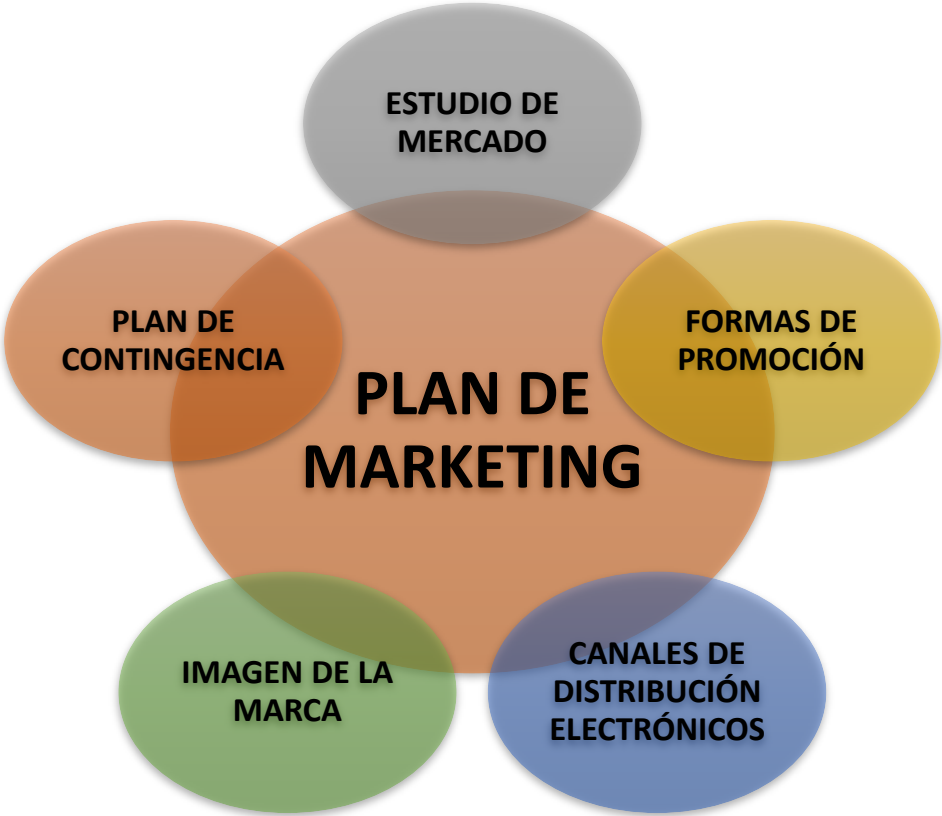 ESTUDIO DE
MERCADO
PLAN DE
CONTINGENCIA
FORMAS DE
PROMOCIÓN
PLAN DE
MARKETING
IMAGEN DE LA
MARCA
CANALES DE
DISTRIBUCIÓN
ELECTRÓNICOS